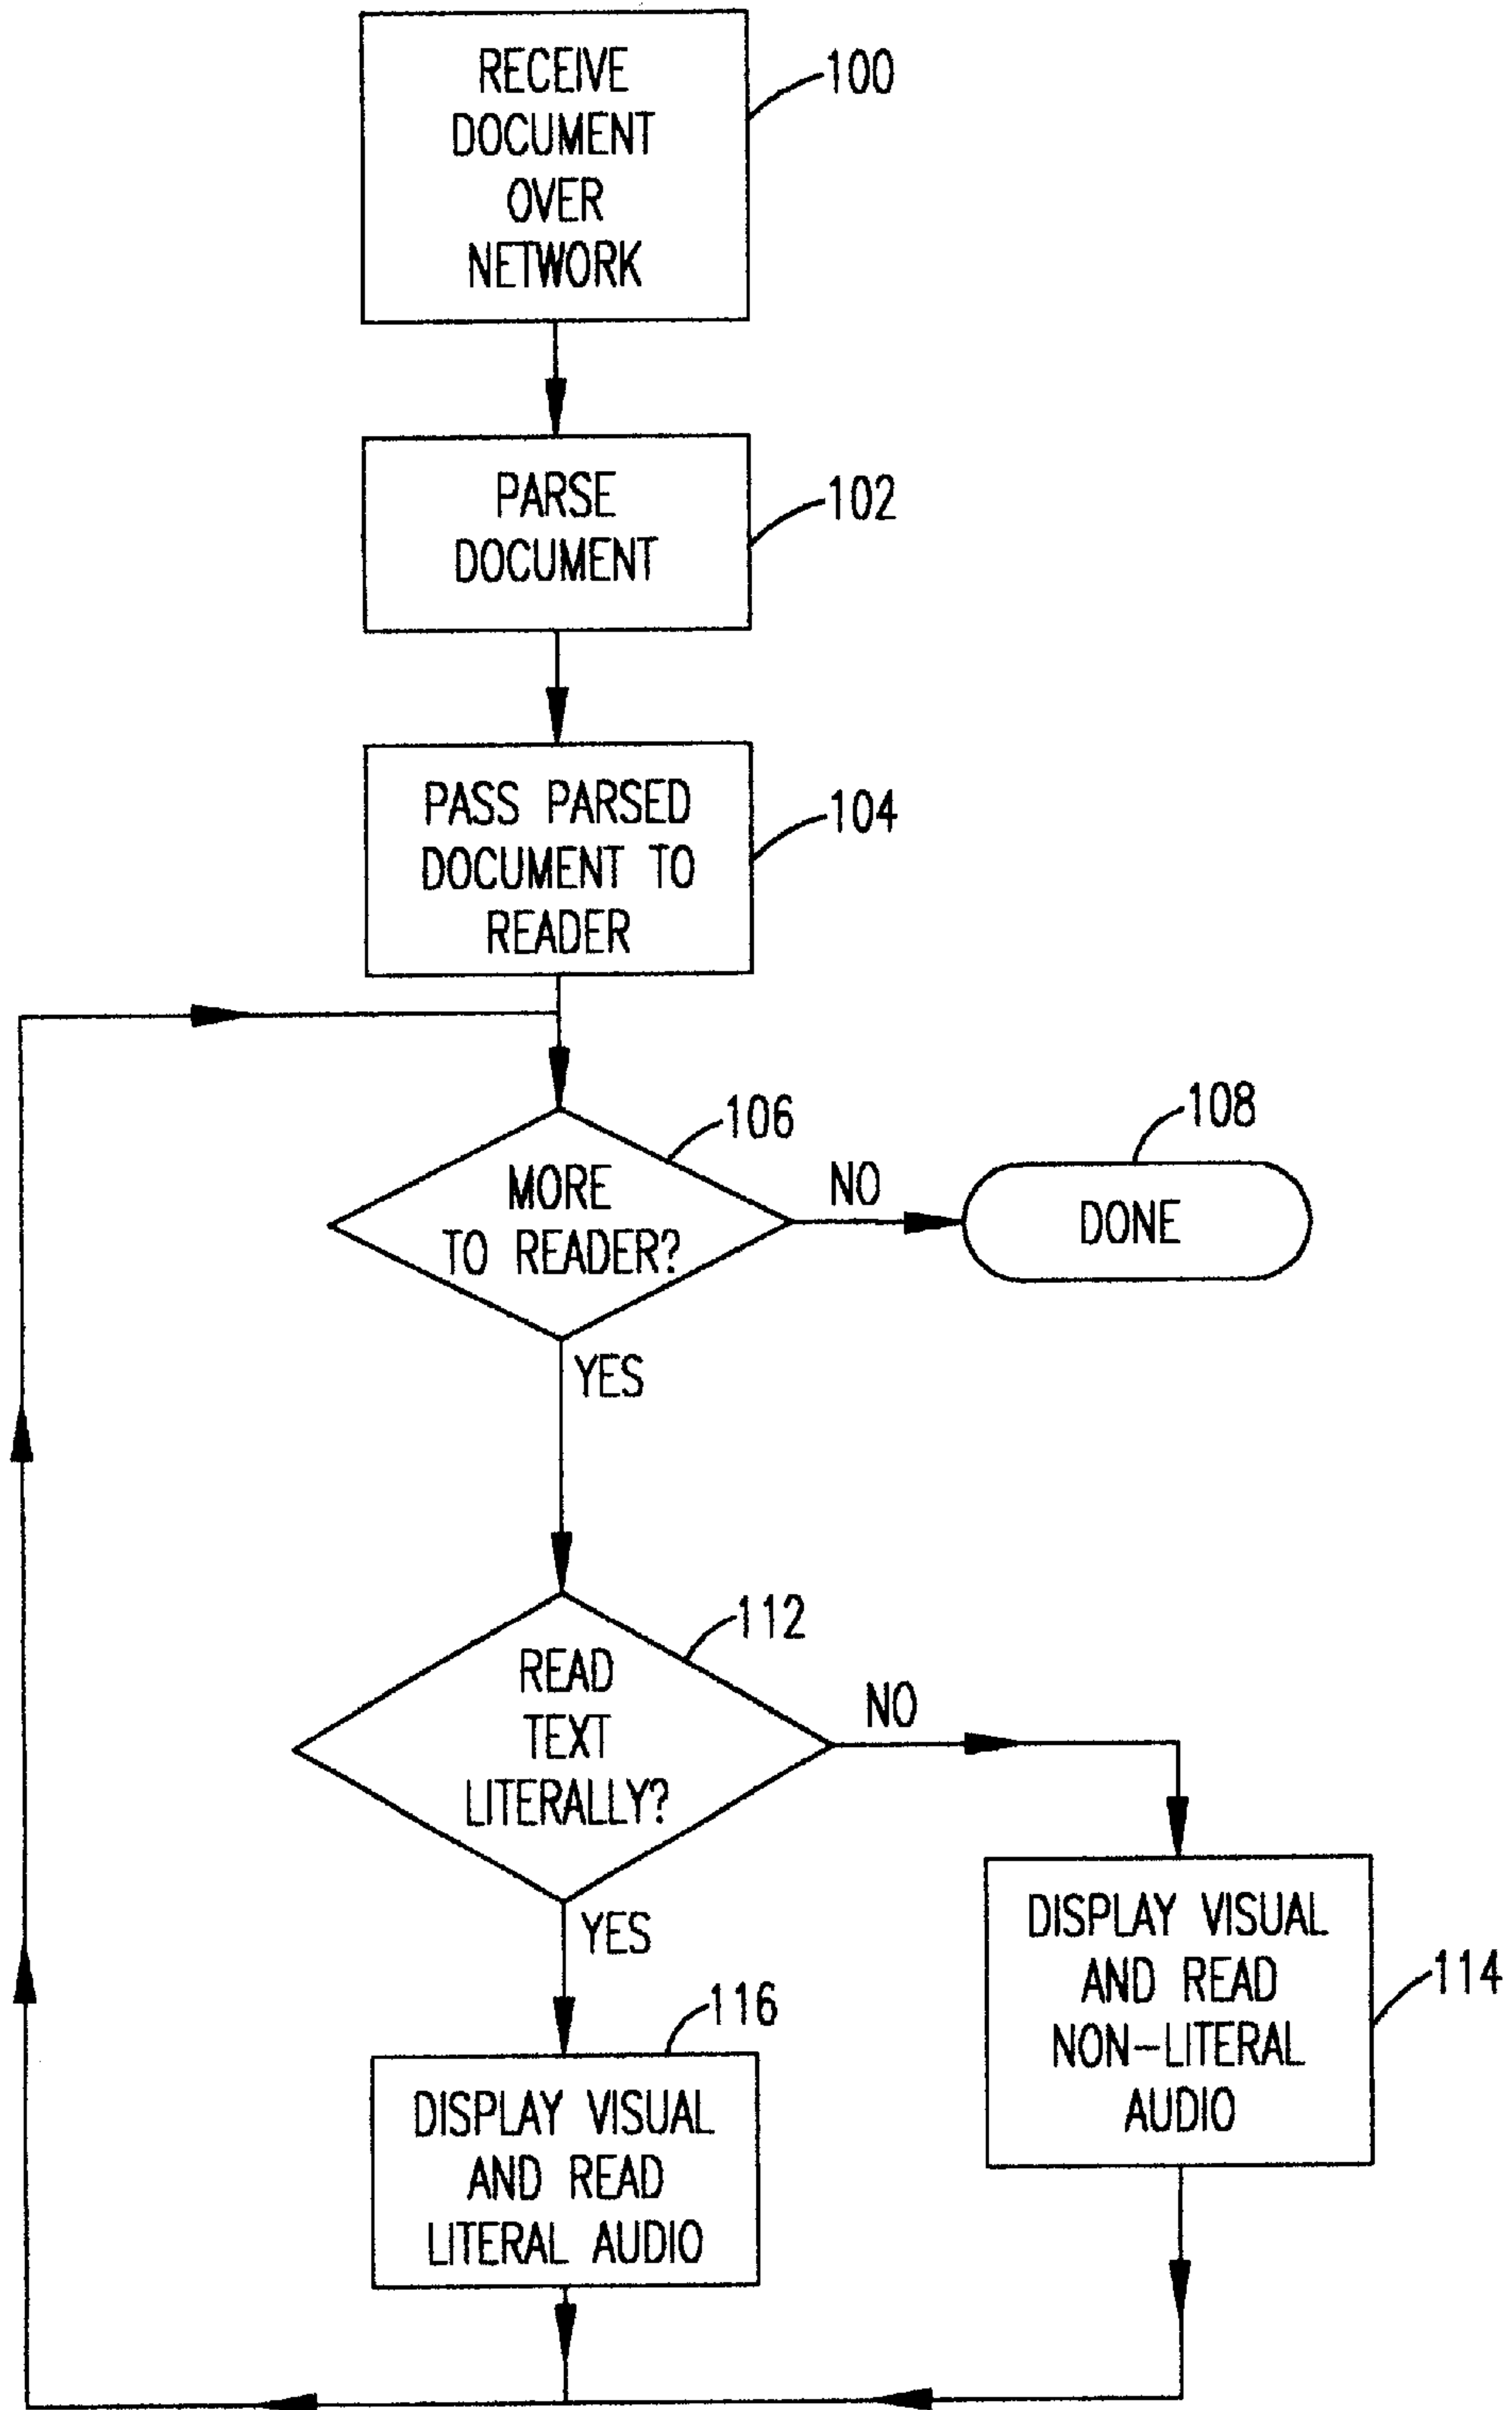 RECEIVE
DOCUMENT
OVER
NETWORK
100
PARSE
DOCUMENT
102
PASS PARSED
DOCUMENT TO
READER
104
MORE
TO READER?
106
NO
DONE
108
YES
READ
TEXT
LITERALLY?
112
NO
YES
DISPLAY VISUAL
AND READ
NON-LITERAL
AUDIO
114
DISPLAY VISUAL
AND READ
LITERAL AUDIO
116